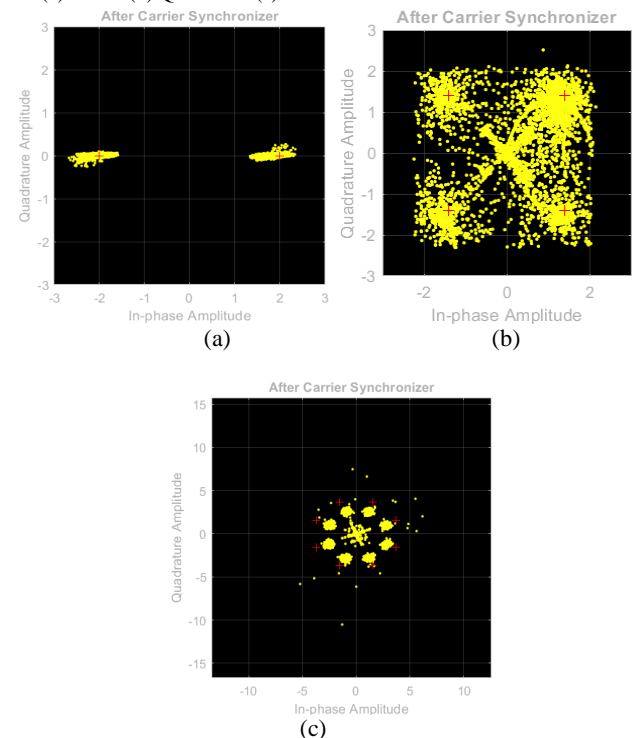 After Carrier Synchronizer
3
2
1
0
-1
-2
-3
-3 -2 -1 0 1 2 3
Quadrature Amplitude
In-phase Amplitude
(a)
After Carrier Synchronizer
3
2
1
0
-1
-2
-3
-2 0 2
Quadrature Amplitude
In-phase Amplitude
(b)
After Carrier Synchronizer
15
10
5
0
-5
-10
-15
-10 -5 0 5 10
Quadrature Amplitude
In-phase Amplitude
(c)